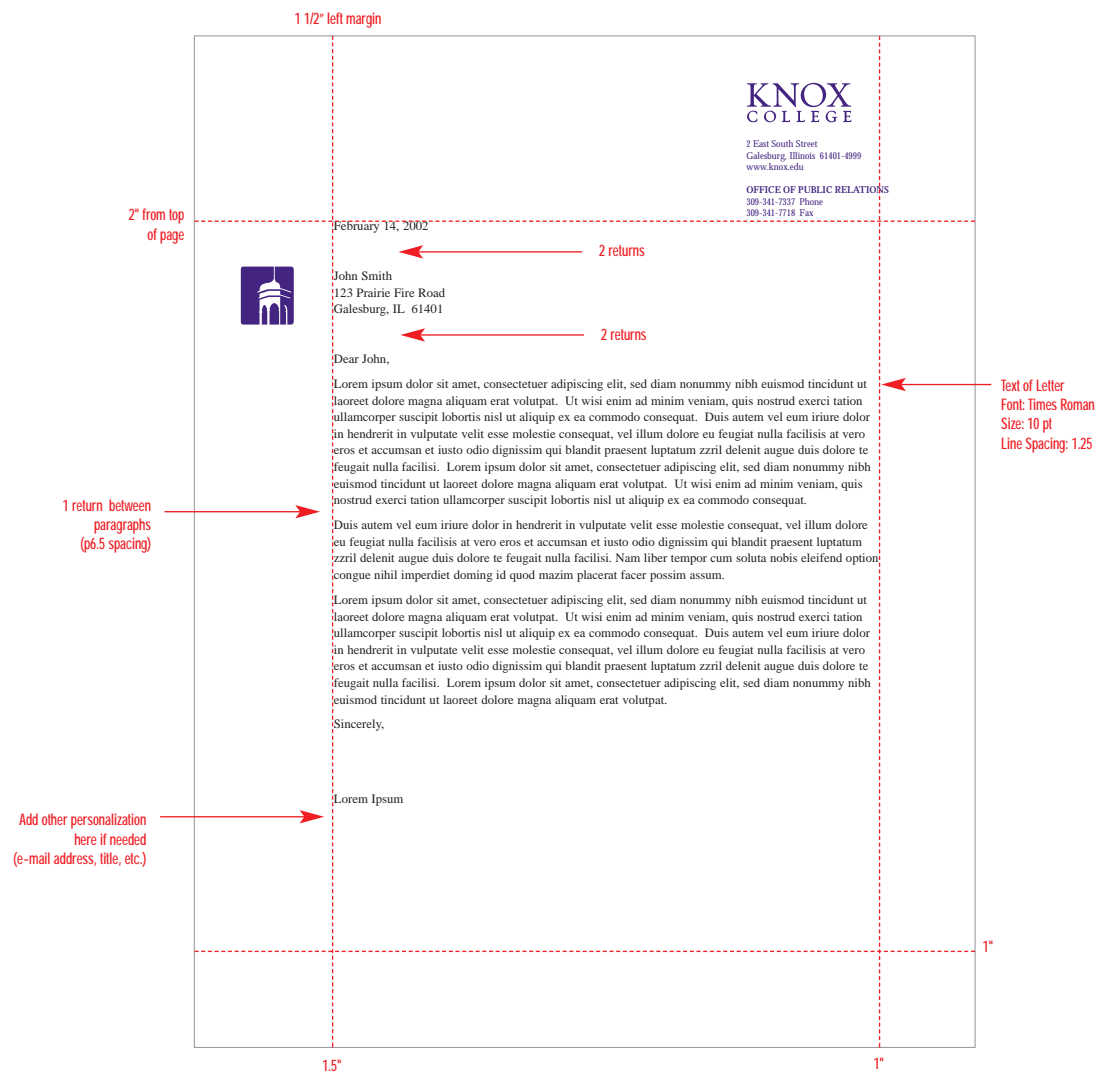 1 1/2" left margin
KNOX
COLLEGE
2 East South Street
Galesburg, Illinois  61401-4999
www.knox.edu
OFFICE OF PUBLIC RELATIONS
309-341-7337  Phone
309-341-7718  Fax
2" from top
of page
February 14, 2002
2 returns
John Smith
123 Prairie Fire Road
Galesburg, IL  61401
2 returns
Dear John,
Lorem ipsum dolor sit amet, consectetuer adipiscing elit, sed diam nonummy nibh euismod tincidunt ut
laoreet dolore magna aliquam erat volutpat.  Ut wisi enim ad minim veniam, quis nostrud exerci tation
ullamcorper suscipit lobortis nisl ut aliquip ex ea commodo consequat.  Duis autem vel eum iriure dolor
in hendrerit in vulputate velit esse molestie consequat, vel illum dolore eu feugiat nulla facilisis at vero
eros et accumsan et iusto odio dignissim qui blandit praesent luptatum zzril delenit augue duis dolore te
feugait nulla facilisi.  Lorem ipsum dolor sit amet, consectetuer adipiscing elit, sed diam nonummy nibh
euismod tincidunt ut laoreet dolore magna aliquam erat volutpat.  Ut wisi enim ad minim veniam, quis
nostrud exerci tation ullamcorper suscipit lobortis nisl ut aliquip ex ea commodo consequat.
Text of Letter
Font: Times Roman
Size: 10 pt
Line Spacing: 1.25
1 return  between
paragraphs
(p6.5 spacing)
Duis autem vel eum iriure dolor in hendrerit in vulputate velit esse molestie consequat, vel illum dolore
eu feugiat nulla facilisis at vero eros et accumsan et iusto odio dignissim qui blandit praesent luptatum
zzril delenit augue duis dolore te feugait nulla facilisi. Nam liber tempor cum soluta nobis eleifend option
congue nihil imperdiet doming id quod mazim placerat facer possim assum.
Lorem ipsum dolor sit amet, consectetuer adipiscing elit, sed diam nonummy nibh euismod tincidunt ut
laoreet dolore magna aliquam erat volutpat.  Ut wisi enim ad minim veniam, quis nostrud exerci tation
ullamcorper suscipit lobortis nisl ut aliquip ex ea commodo consequat.  Duis autem vel eum iriure dolor
in hendrerit in vulputate velit esse molestie consequat, vel illum dolore eu feugiat nulla facilisis at vero
eros et accumsan et iusto odio dignissim qui blandit praesent luptatum zzril delenit augue duis dolore te
feugait nulla facilisi.  Lorem ipsum dolor sit amet, consectetuer adipiscing elit, sed diam nonummy nibh
euismod tincidunt ut laoreet dolore magna aliquam erat volutpat.
Sincerely,
Lorem Ipsum
Add other personalization
here if needed
(e-mail address, title, etc.)
1"
1.5"
1"